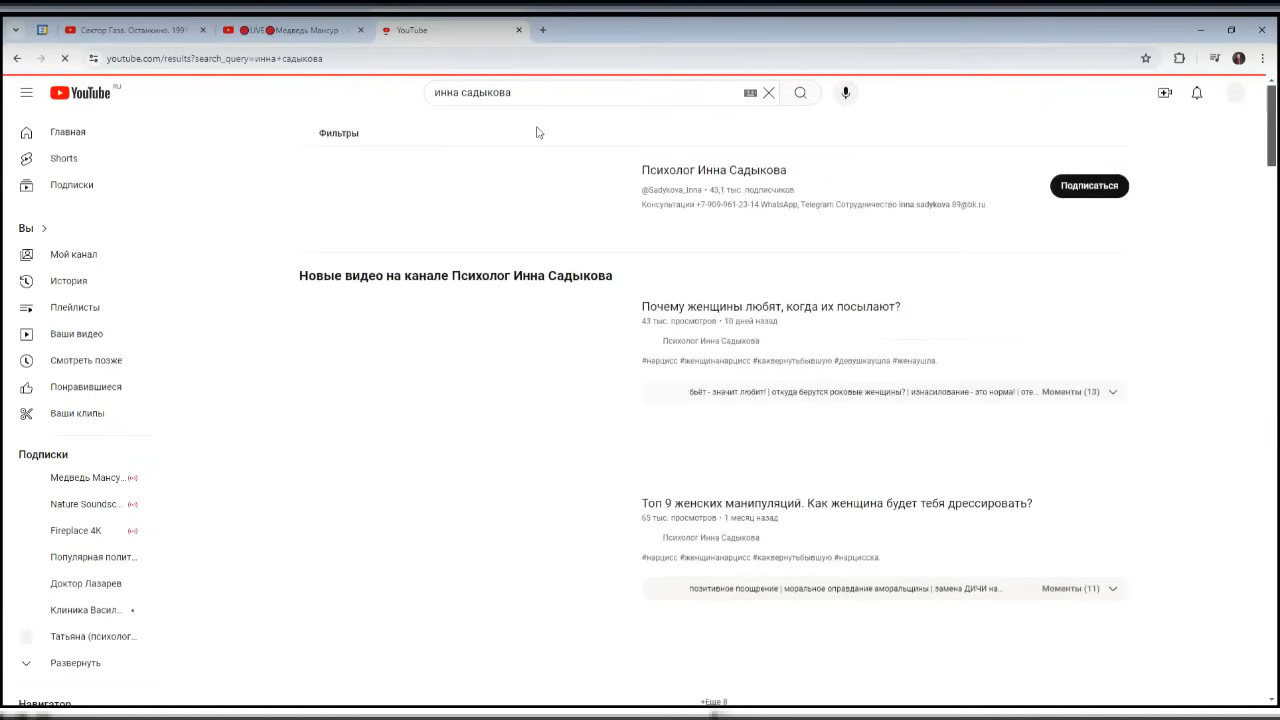 Сектор Газа. Останкино. 1991
LIVE Медведь Мансур
YouTube
youtube.com/results?search_query=инна+садыкова
YouTube RU
инна садыкова
Главная
Shorts
Подписки
Вы
Мой канал
История
Плейлисты
Ваши видео
Смотреть позже
Понравившиеся
Ваши клипы
Подписки
Медведь Мансу...
Nature Soundsc...
Fireplace 4K
Популярная полит...
Доктор Лазарев
Клиника Васил...
Татьяна (психолог...
Развернуть
Навигатор
Фильтры
Психолог Инна Садыкова
@Sadykova_Inna • 43,1 тыс. подписчиков
Консультации +7-909-961-23-14 WhatsApp, Telegram Сотрудничество inna.sadykova.89@bk.ru.
Подписаться
Новые видео на канале Психолог Инна Садыкова
Почему женщины любят, когда их посылают?
43 тыс. просмотров • 10 дней назад
Психолог Инна Садыкова
#нарцисс #женщинанарцисс #каквернутьбывшую #девушкаушла #женаушла.
бьёт - значит любит! | откуда берутся роковые женщины? | изнасилование - это норма! | оте... Моменты (13)
Топ 9 женских манипуляций. Как женщина будет тебя дрессировать?
65 тыс. просмотров • 1 месяц назад
Психолог Инна Садыкова
#нарцисс #женщинанарцисс #каквернутьбывшую #нарцисска.
позитивное поощрение | моральное оправдание аморальщины | замена ДИЧИ на... Моменты (11)
+Еще 8